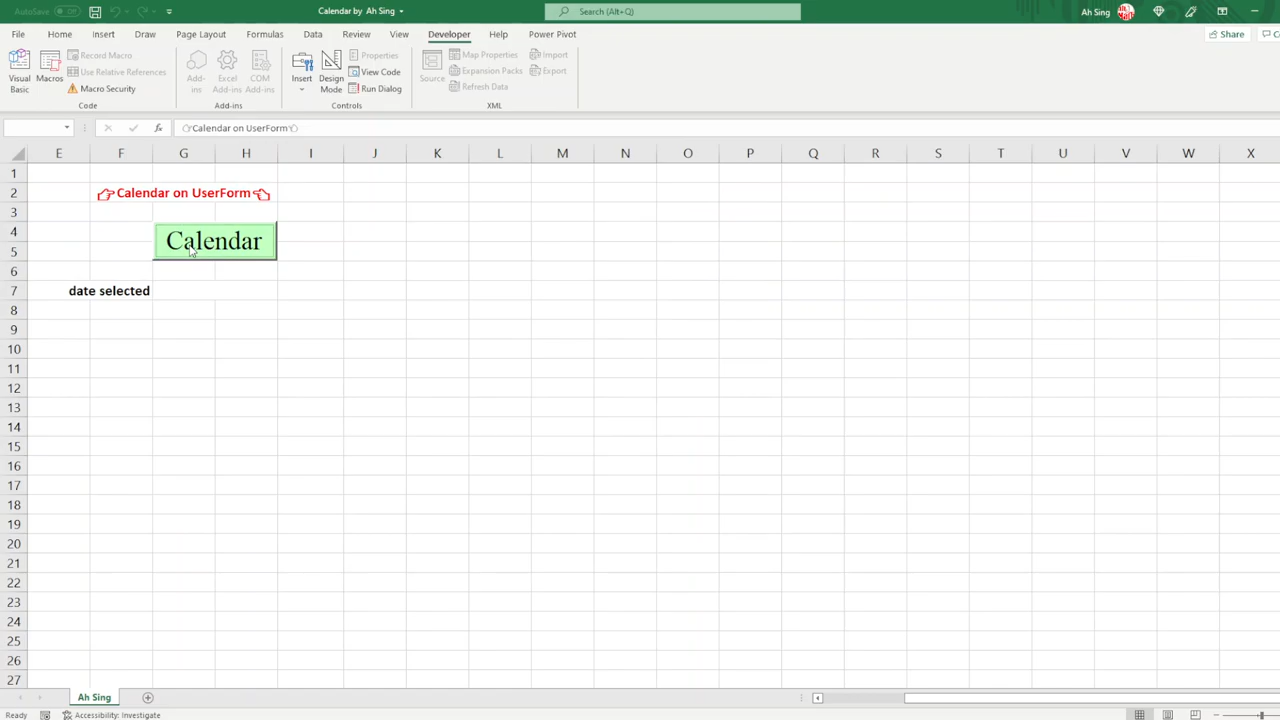 AutoSave Off Calendar by Ah Sing Search (Alt+Q) Ah Sing
File Home Insert Draw Page Layout Formulas Data Review View Developer Help Power Pivot Share
Visual Basic
Macros
Record Macro
Use Relative References
Macro Security
Code
Add-ins
Excel Add-ins
COM Add-ins
Add-ins
Insert
Design Mode
Properties
View Code
Run Dialog
Controls
Source
Map Properties
Expansion Packs
Refresh Data
Import
Export
XML
fx 👉Calendar on UserForm👈
E F G H I J K L M N O P Q R S T U V W X
1
2 👉Calendar on UserForm👈
3
4 Calendar
5
6
7 date selected
8
9
10
11
12
13
14
15
16
17
18
19
20
21
22
23
24
25
26
27
Ah Sing
Ready Accessibility: Investigate